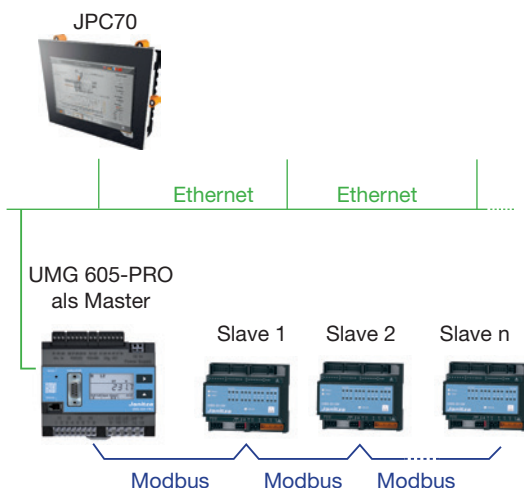 JPC70
Ethernet
Ethernet
UMG 605-PRO
als Master
Slave 1
Slave 2
Slave n
Modbus
Modbus
Modbus